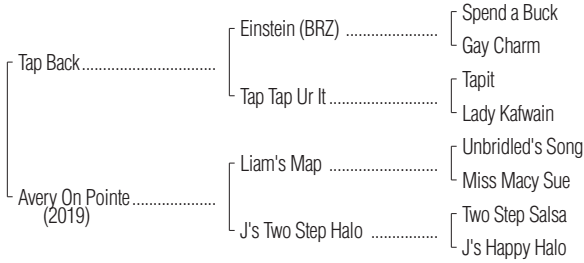 Spend a Buck
Einstein (BRZ)
Gay Charm
Tap Back
Tapit
Tap Tap Ur It
Lady Kafwain
Unbridled's Song
Liam's Map
Miss Macy Sue
Avery On Pointe
(2019)
Two Step Salsa
J's Two Step Halo
J's Happy Halo